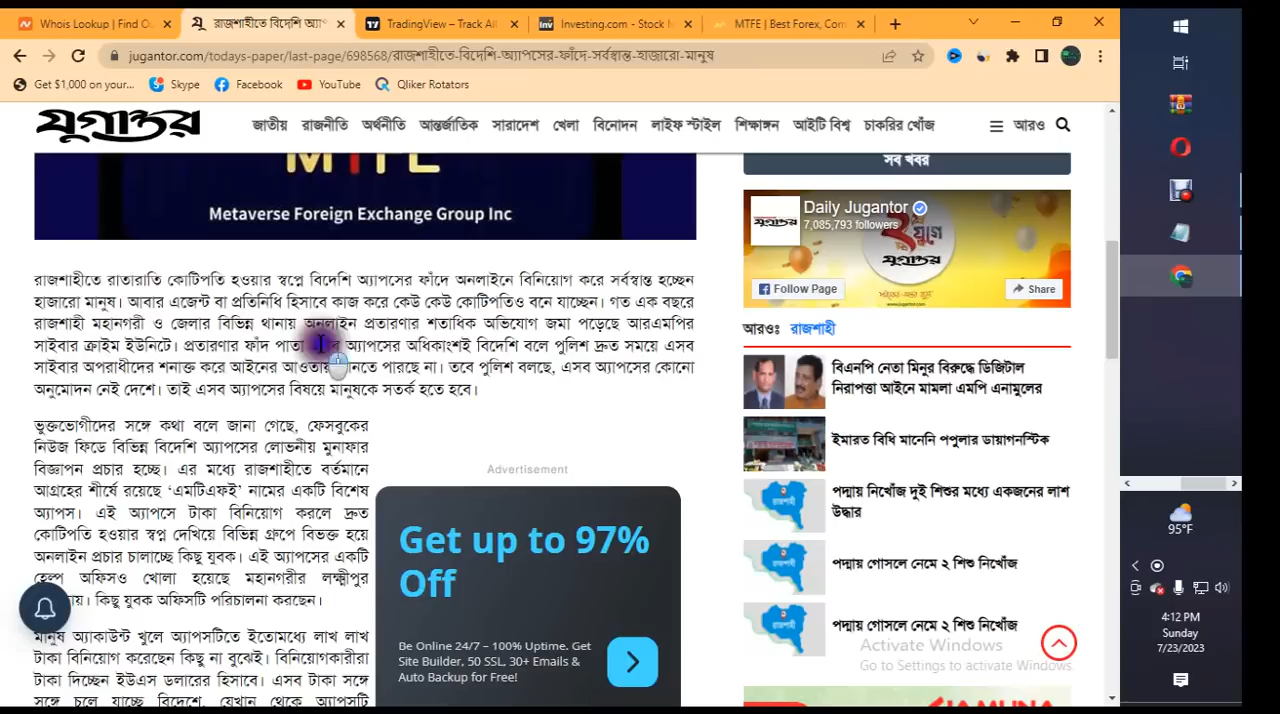 Whois Lookup | Find O
রাজশাহীতে বিদেশি অ্যাপ
TradingView – Track All
Investing.com - Stock M
MTFE | Best Forex, Com
jugantor.com/todays-paper/last-page/698568/রাজশাহীতে-বিদেশি-অ্যাপসের-ফাঁদে-সর্বস্বান্ত-হাজারো-মানুষ
Get $1,000 on your...
Skype
Facebook
YouTube
Qliker Rotators
যুগান্তর
জাতীয় রাজনীতি অর্থনীতি আন্তর্জাতিক সারাদেশ খেলা বিনোদন লাইফ স্টাইল শিক্ষাঙ্গন আইটি বিশ্ব চাকরির খোঁজ
আরও
MTFE
Metaverse Foreign Exchange Group Inc
রাজশাহীতে রাতারাতি কোটিপতি হওয়ার স্বপ্নে বিদেশি অ্যাপসের ফাঁদে অনলাইনে বিনিয়োগ করে সর্বস্বান্ত হচ্ছেন
হাজারো মানুষ। আবার এজেন্ট বা প্রতিনিধি হিসাবে কাজ করে কেউ কেউ কোটিপতিও বনে যাচ্ছেন। গত এক বছরে
রাজশাহী মহানগরী ও জেলার বিভিন্ন থানায় অনলাইন প্রতারণার শতাধিক অভিযোগ জমা পড়েছে আরএমপির
সাইবার ক্রাইম ইউনিটে। প্রতারণার ফাঁদ পাতা অ্যাপসের অধিকাংশই বিদেশি বলে পুলিশ দ্রুত সময়ে এসব
সাইবার অপরাধীদের শনাক্ত করে আইনের আওতায় আনতে পারছে না। তবে পুলিশ বলছে, এসব অ্যাপসের কোনো
অনুমোদন নেই দেশে। তাই এসব অ্যাপসের বিষয়ে মানুষকে সতর্ক হতে হবে।
ভুক্তভোগীদের সঙ্গে কথা বলে জানা গেছে, ফেসবুকের
নিউজ ফিডে বিভিন্ন বিদেশি অ্যাপসের লোভনীয় মুনাফার
বিজ্ঞাপন প্রচার হচ্ছে। এর মধ্যে রাজশাহীতে বর্তমানে
আগ্রহের শীর্ষে রয়েছে ‘এমটিএফই’ নামের একটি বিশেষ
অ্যাপস। এই অ্যাপসে টাকা বিনিয়োগ করলে দ্রুত
কোটিপতি হওয়ার স্বপ্ন দেখিয়ে বিভিন্ন গ্রুপে বিভক্ত হয়ে
অনলাইন প্রচার চালাচ্ছে কিছু যুবক। এই অ্যাপসের একটি
হেল্প অফিসও খোলা হয়েছে মহানগরীর লক্ষ্মীপুর
কিছু যুবক অফিসটি পরিচালনা করছেন।
মানুষ অ্যাকাউন্ট খুলে অ্যাপসটিতে ইতোমধ্যে লাখ লাখ
টাকা বিনিয়োগ করেছেন কিছু না বুঝেই। বিনিয়োগকারীরা
টাকা দিচ্ছেন ইউএস ডলারের হিসাবে। এসব টাকা সঙ্গে
সঙ্গে চলে যাচ্ছে বিদেশে, যেখান থেকে অ্যাপসটি
Advertisement
Get up to 97%
Off
Be Online 24/7 – 100% Uptime. Get
Site Builder, 50 SSL, 30+ Emails &
Auto Backup for Free!
সব খবর
যুগান্তর
Daily Jugantor
7,085,793 followers
যুগে
Follow Page
Share
আরওঃ রাজশাহী
বিএনপি নেতা মিনুর বিরুদ্ধে ডিজিটাল
নিরাপত্তা আইনে মামলা এমপি এনামুলের
ইমারত বিধি মানেনি পপুলার ডায়াগনস্টিক
পদ্মায় নিখোঁজ দুই শিশুর মধ্যে একজনের লাশ
উদ্ধার
পদ্মায় গোসলে নেমে ২ শিশু নিখোঁজ
পদ্মায় গোসলে নেমে ২ শিশু নিখোঁজ
Activate Windows
Go to Settings to activate Windows.
JAMUNA
95°F
4:12 PM
Sunday
7/23/2023